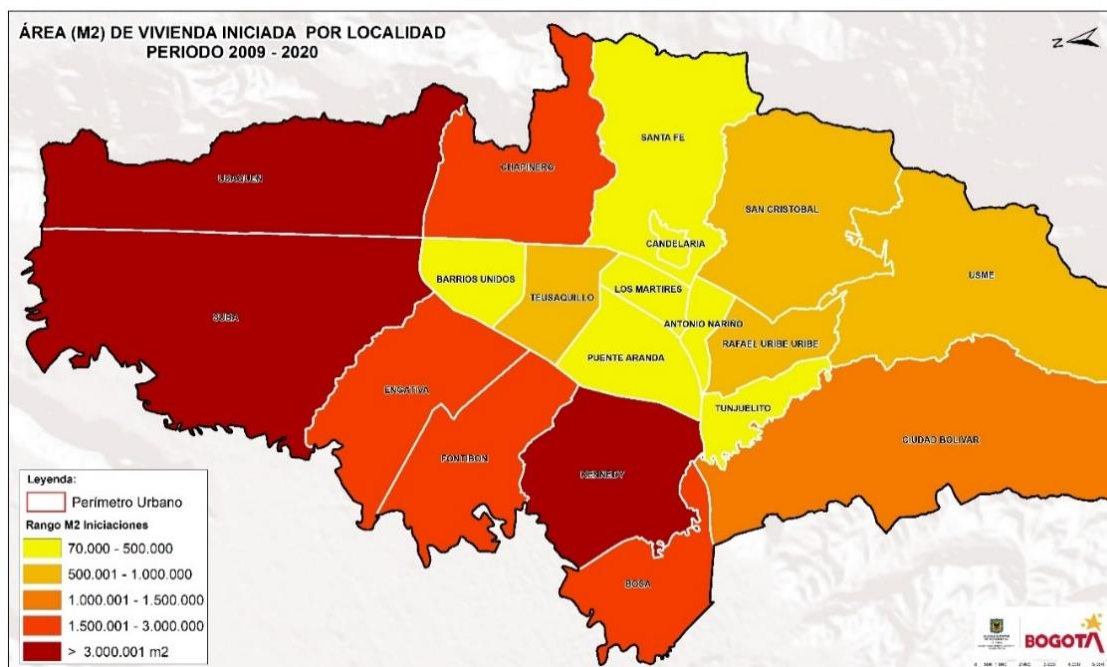 ÁREA (M2) DE VIVIENDA INICIADA POR LOCALIDAD
PERIODO 2009 - 2020
Z
USAQUEN
CHAPINERO
SANTA FE
SAN CRISTOBAL
CANDELARIA
USME
BARRIOS UNIDOS
TEUSAQUILLO
LOS MARTIRES
ANTONIO NARIÑO
SUBA
PUENTE ARANDA
RAFAEL URIBE URIBE
ENGATIVA
TUNJUELITO
CIUDAD BOLIVAR
FONTIBON
KENNEDY
BOSA
Leyenda:
Perímetro Urbano
Rango M2 Iniciaciones
70.000 - 500.000
500.001 - 1.000.000
1.000.001 - 1.500.000
1.500.001 - 3.000.000
> 3.000.001 m2
BOGOTÁ